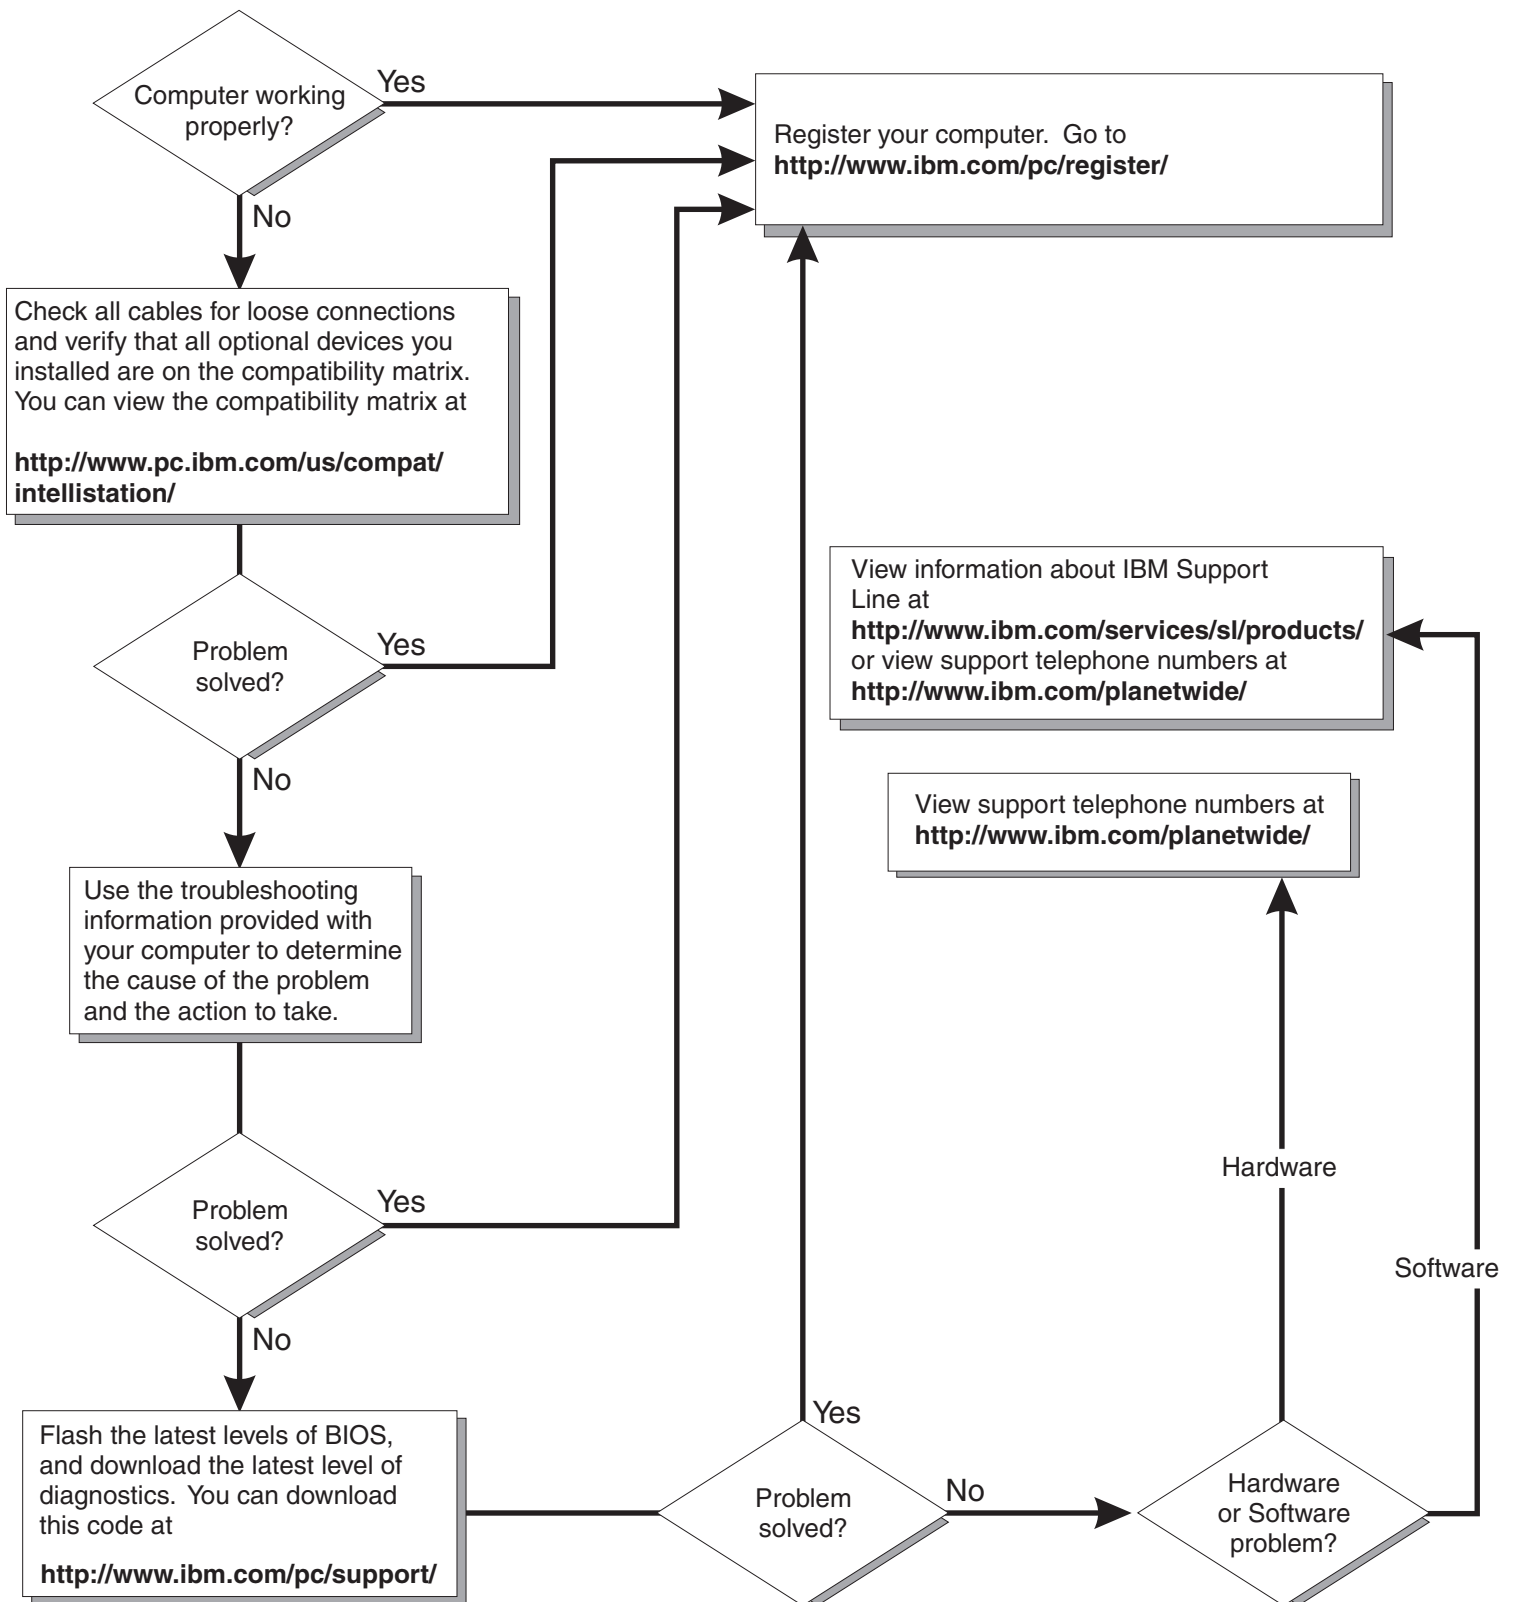 Computer working
properly?
Yes
No
Register your computer. Go to
http://www.ibm.com/pc/register/
Check all cables for loose connections
and verify that all optional devices you
installed are on the compatibility matrix.
You can view the compatibility matrix at
http://www.pc.ibm.com/us/compat/
intellistation/
Problem
solved?
Yes
No
View information about IBM Support
Line at
http://www.ibm.com/services/sl/products/
or view support telephone numbers at
http://www.ibm.com/planetwide/
View support telephone numbers at
http://www.ibm.com/planetwide/
Use the troubleshooting
information provided with
your computer to determine
the cause of the problem
and the action to take.
Problem
solved?
Yes
No
Hardware
Software
Flash the latest levels of BIOS,
and download the latest level of
diagnostics. You can download
this code at
http://www.ibm.com/pc/support/
Problem
solved?
Yes
No
Hardware
or Software
problem?